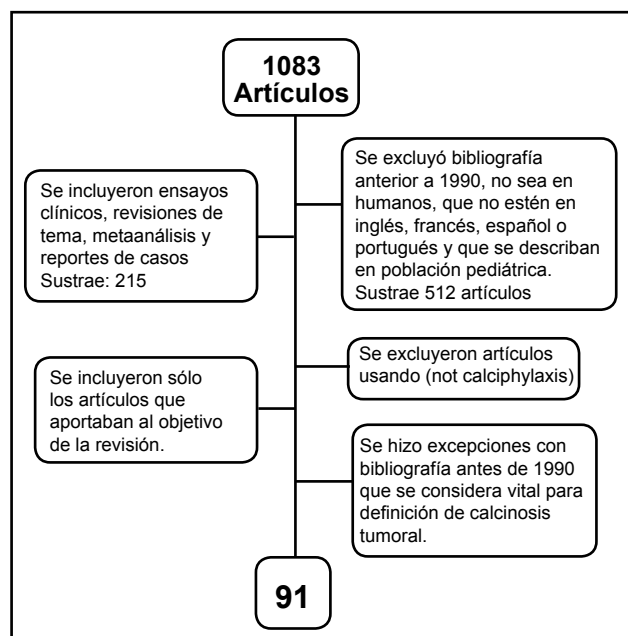 1083
Artículos
Se excluyó bibliografía
anterior a 1990, no sea en
humanos, que no estén en
inglés, francés, español o
portugués y que se describan
en población pediátrica.
Sustrae 512 artículos
Se incluyeron ensayos
clínicos, revisiones de
tema, metaanálisis y
reportes de casos
Sustrae: 215
Se excluyeron artículos
usando (not calciphylaxis)
Se incluyeron sólo
los artículos que
aportaban al objetivo
de la revisión.
Se hizo excepciones con
bibliografía antes de 1990
que se considera vital para
definición de calcinosis
tumoral.
91